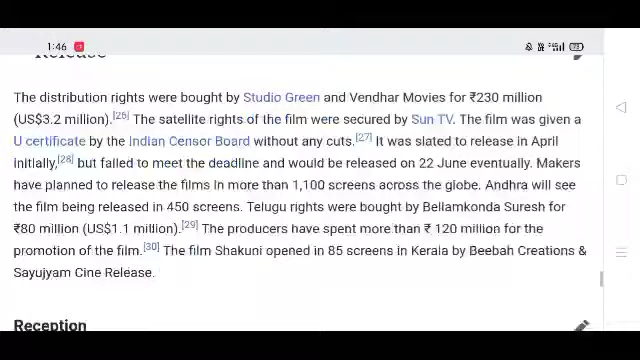 1:46
Release
The distribution rights were bought by Studio Green and Vendhar Movies for ₹230 million
(US$3.2 million).[26] The satellite rights of the film were secured by Sun TV. The film was given a
U certificate by the Indian Censor Board without any cuts.[27] It was slated to release in April
initially,[28] but failed to meet the deadline and would be released on 22 June eventually. Makers
have planned to release the films in more than 1,100 screens across the globe. Andhra will see
the film being released in 450 screens. Telugu rights were bought by Bellamkonda Suresh for
₹80 million (US$1.1 million).[29] The producers have spent more than ₹ 120 million for the
promotion of the film.[30] The film Shakuni opened in 85 screens in Kerala by Beebah Creations &
Sayujyam Cine Release.
Reception